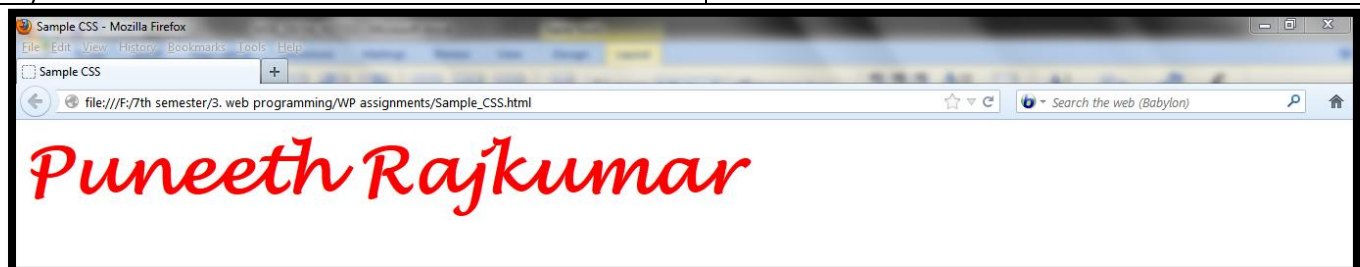 Sample CSS - Mozilla Firefox
File Edit View History Bookmarks Tools Help
Sample CSS +
file:///F:/7th semester/3. web programming/WP assignments/Sample_CSS.html Search the web (Babylon)
Puneeth Rajkumar